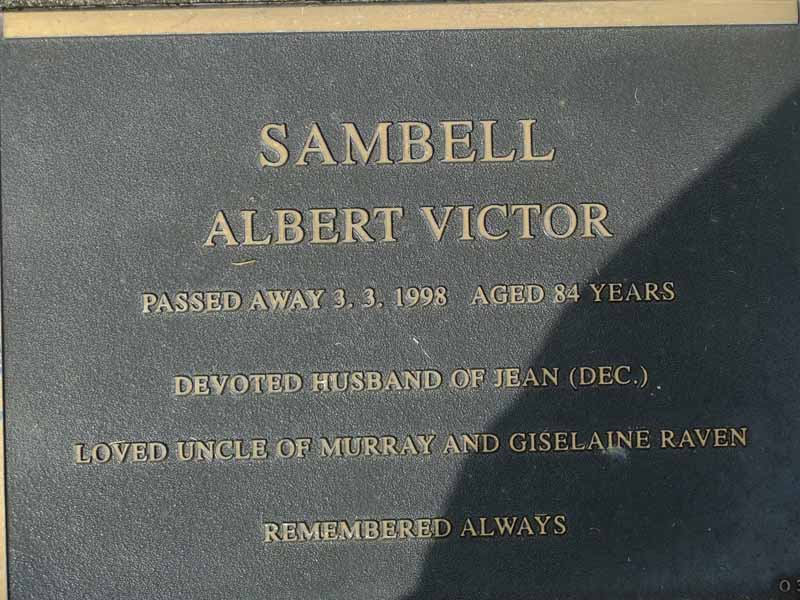 SAMBELL
ALBERT VICTOR
PASSED AWAY 3. 3. 1998 AGED 84 YEARS
DEVOTED HUSBAND OF JEAN (DEC.)
LOVED UNCLE OF MURRAY AND GISELAINE RAVEN
REMEMBERED ALWAYS